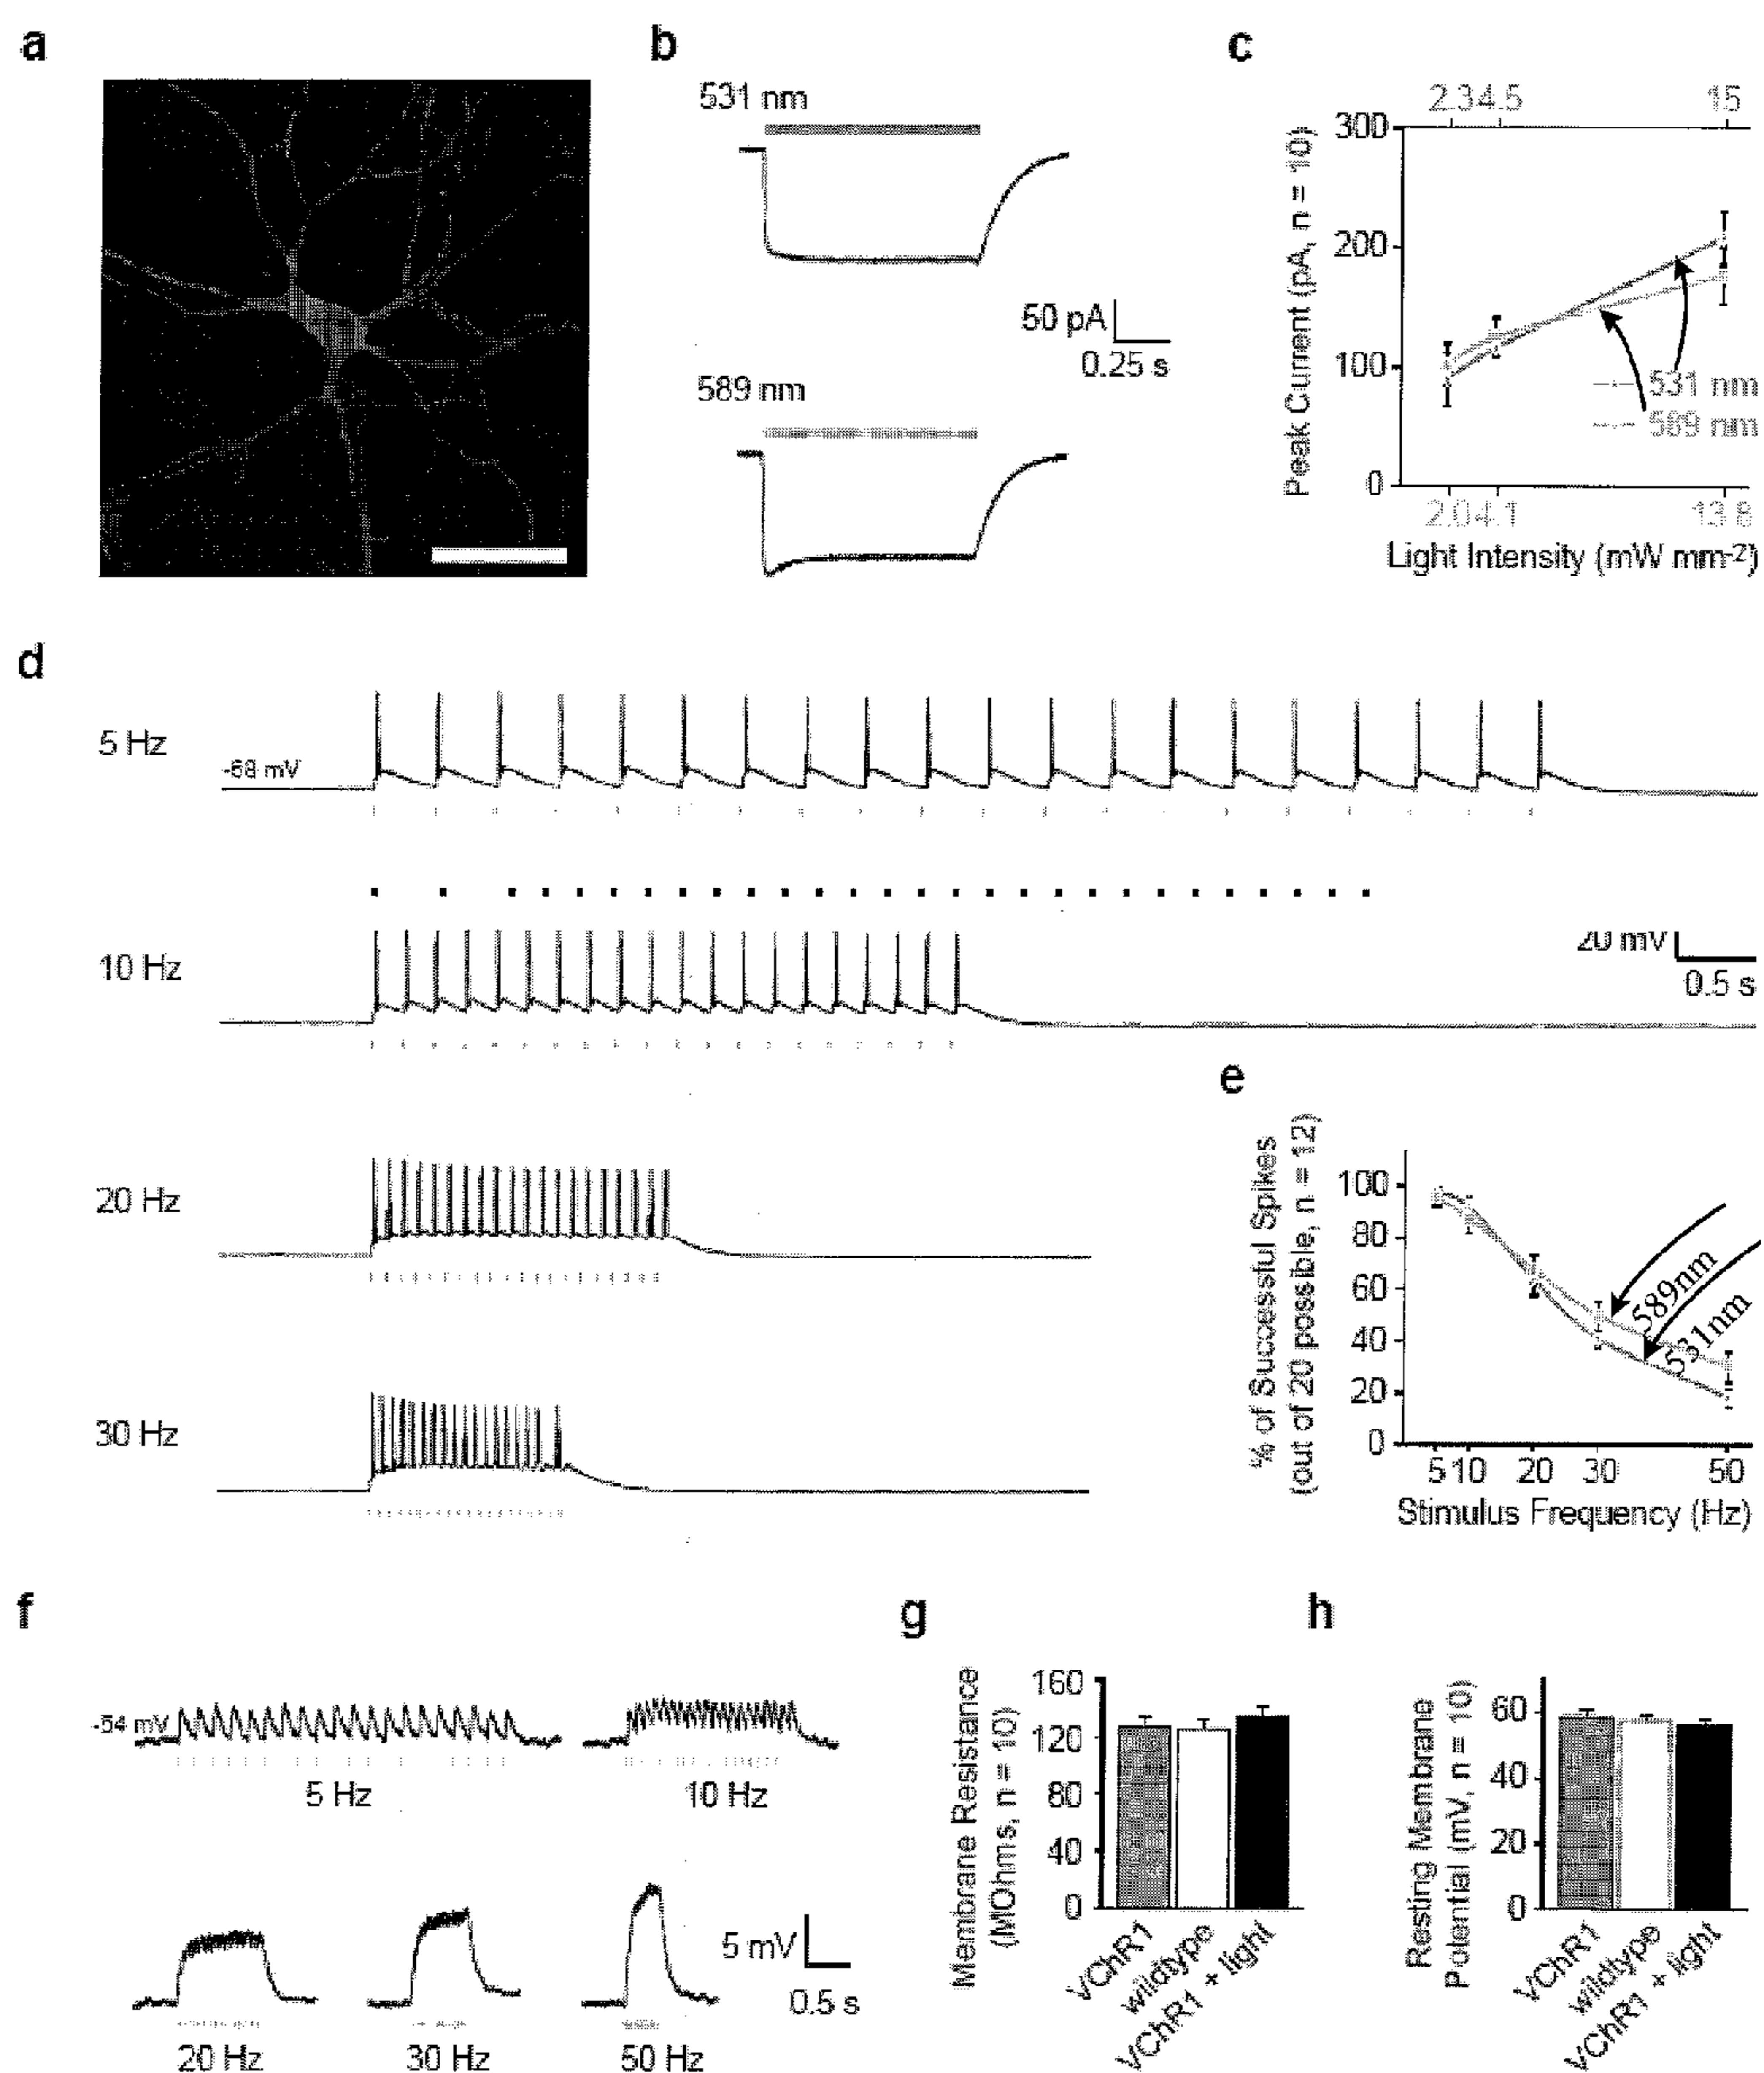 a
b
c
531 nm
589 nm
50 pA
0.25 s
2.3 4.5 15
300
200
100
0
Peak Current (pA, n = 10)
531 nm
589 nm
2.0 4.1 13.8
Light Intensity (mW mm-2)
d
5 Hz
-68 mV
10 Hz
20 mV
0.5 s
20 Hz
30 Hz
e
% of Successful Spikes
(out of 20 possible, n = 12)
100
80
60
40
20
0
589nm
531nm
5 10 20 30 50
Stimulus Frequency (Hz)
f
-54 mV
5 Hz
10 Hz
20 Hz
30 Hz
50 Hz
5 mV
0.5 s
g
Membrane Resistance
(MOhms, n = 10)
160
120
80
40
0
VChR1
wildtype
VChR1 + light
h
Resting Membrane
Potential (mV, n = 10)
60
40
20
0
VChR1
wildtype
VChR1 + light